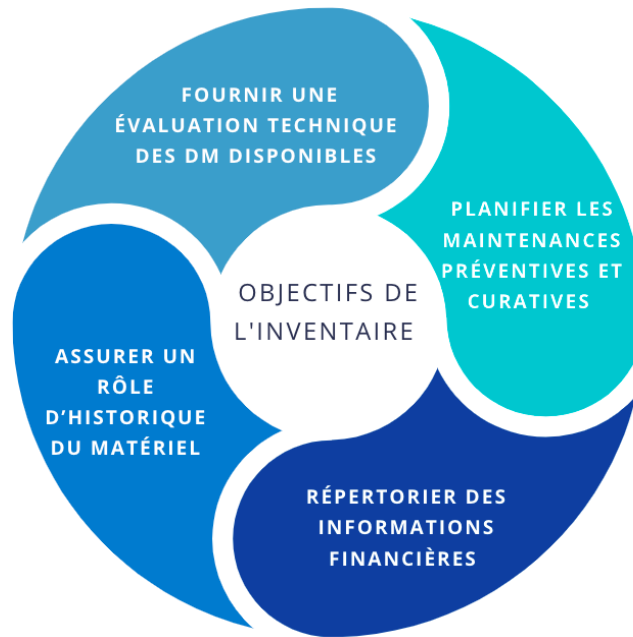 FOURNIR UNE
ÉVALUATION TECHNIQUE
DES DM DISPONIBLES
PLANIFIER LES
MAINTENANCES
PRÉVENTIVES ET
CURATIVES
OBJECTIFS DE
L'INVENTAIRE
ASSURER UN
RÔLE
D’HISTORIQUE
DU MATÉRIEL
RÉPERTORIER DES
INFORMATIONS
FINANCIÈRES